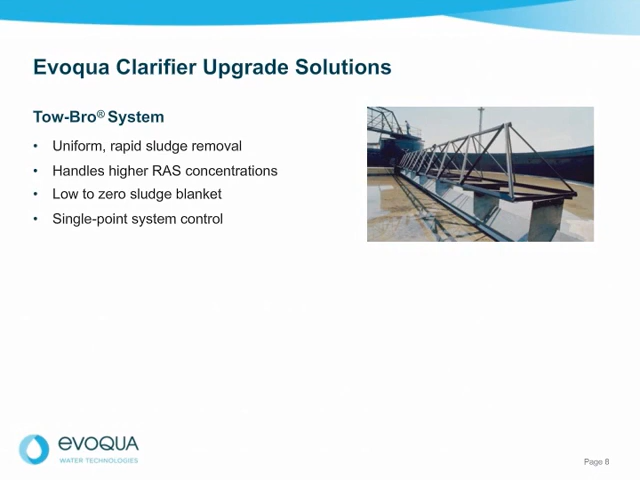 Evoqua Clarifier Upgrade Solutions
Tow-Bro® System
• Uniform, rapid sludge removal
• Handles higher RAS concentrations
• Low to zero sludge blanket
• Single-point system control
evoqua
WATER TECHNOLOGIES
Page 8